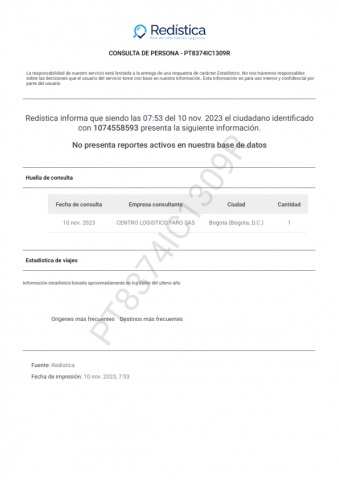 Redística
Red de información logística
CONSULTA DE PERSONA - PT8374IC1309R
La responsabilidad de nuestro servicio está limitada a la entrega de una respuesta de carácter Estadístico. No nos hacemos responsables
sobre las decisiones que el usuario del servicio tome con base en nuestra información. Esta información es para uso interno y confidencial por
parte del usuario.
Redística informa que siendo las 07:53 del 10 nov. 2023 el ciudadano identificado
con 1074558593 presenta la siguiente información.
No presenta reportes activos en nuestra base de datos
Huella de consulta
Fecha de consulta Empresa consultante Ciudad Cantidad
10 nov. 2023 CENTRO LOGISTICO FARO SAS Bogota (Bogota, D.C.) 1
PT8374IC1309R
Estadística de viajes
Información estadística basada aproximadamente en los datos del último año
Orígenes más frecuentes Destinos más frecuentes
Fuente: Redística
Fecha de impresión: 10 nov. 2023, 7:53